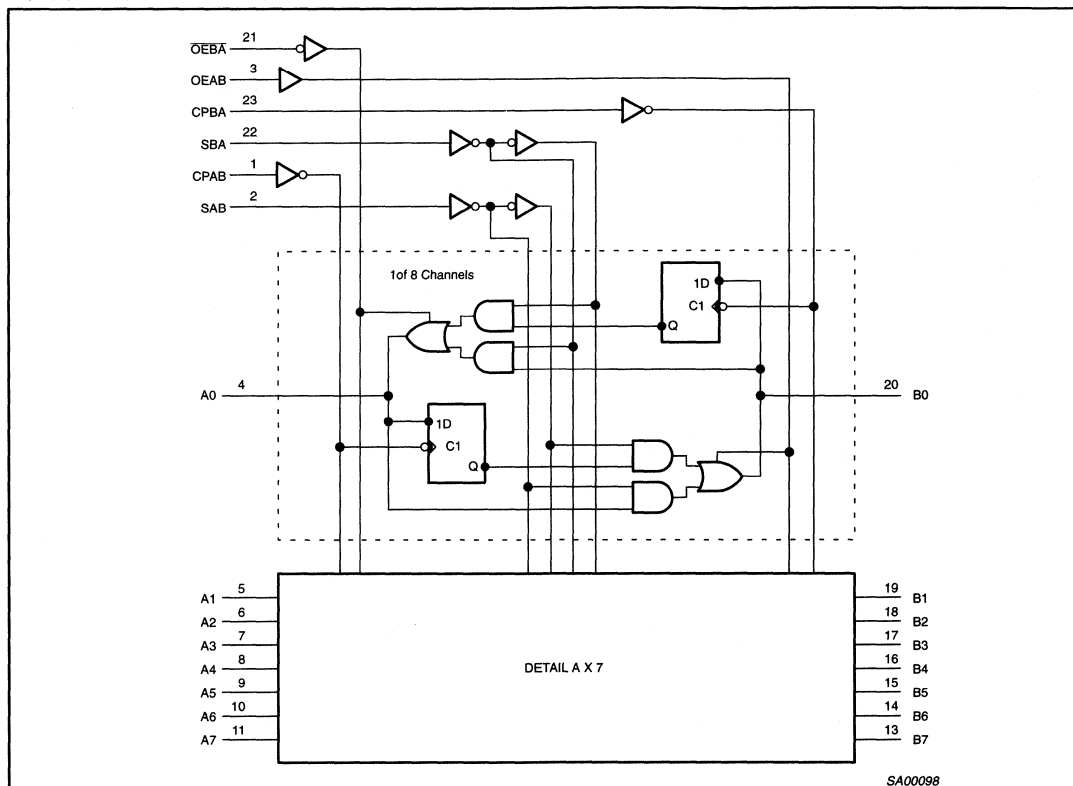 OEBA 21
OEAB 3
CPBA 23
SBA 22
CPAB 1
SAB 2
1of 8 Channels
1D
C1
Q
A0 4
20 B0
1D
C1
Q
A1 5
A2 6
A3 7
A4 8
A5 9
A6 10
A7 11
DETAIL A X 7
19 B1
18 B2
17 B3
16 B4
15 B5
14 B6
13 B7
SA00098